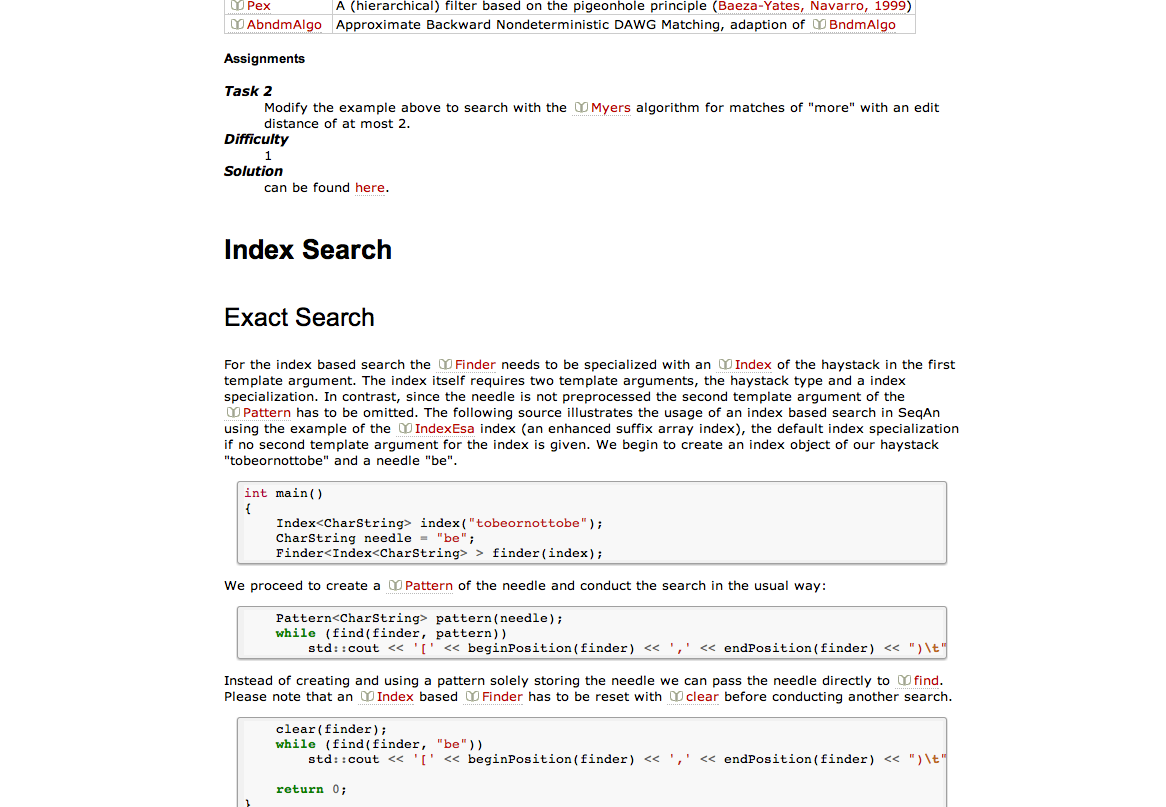 Pex A (hierarchical) filter based on the pigeonhole principle (Baeza-Yates, Navarro, 1999)
AbndmAlgo Approximate Backward Nondeterministic DAWG Matching, adaption of BndmAlgo
Assignments
Task 2
Modify the example above to search with the Myers algorithm for matches of "more" with an edit
distance of at most 2.
Difficulty
1
Solution
can be found here.
Index Search
Exact Search
For the index based search the Finder needs to be specialized with an Index of the haystack in the first
template argument. The index itself requires two template arguments, the haystack type and a index
specialization. In contrast, since the needle is not preprocessed the second template argument of the
Pattern has to be omitted. The following source illustrates the usage of an index based search in SeqAn
using the example of the IndexEsa index (an enhanced suffix array index), the default index specialization
if no second template argument for the index is given. We begin to create an index object of our haystack
"tobeornottobe" and a needle "be".
int main()
{
    Index<CharString> index("tobeornottobe");
    CharString needle = "be";
    Finder<Index<CharString> > finder(index);
We proceed to create a Pattern of the needle and conduct the search in the usual way:
    Pattern<CharString> pattern(needle);
    while (find(finder, pattern))
        std::cout << '[' << beginPosition(finder) << ',' << endPosition(finder) << ")\t"
Instead of creating and using a pattern solely storing the needle we can pass the needle directly to find.
Please note that an Index based Finder has to be reset with clear before conducting another search.
    clear(finder);
    while (find(finder, "be"))
        std::cout << '[' << beginPosition(finder) << ',' << endPosition(finder) << ")\t"
    return 0;
}